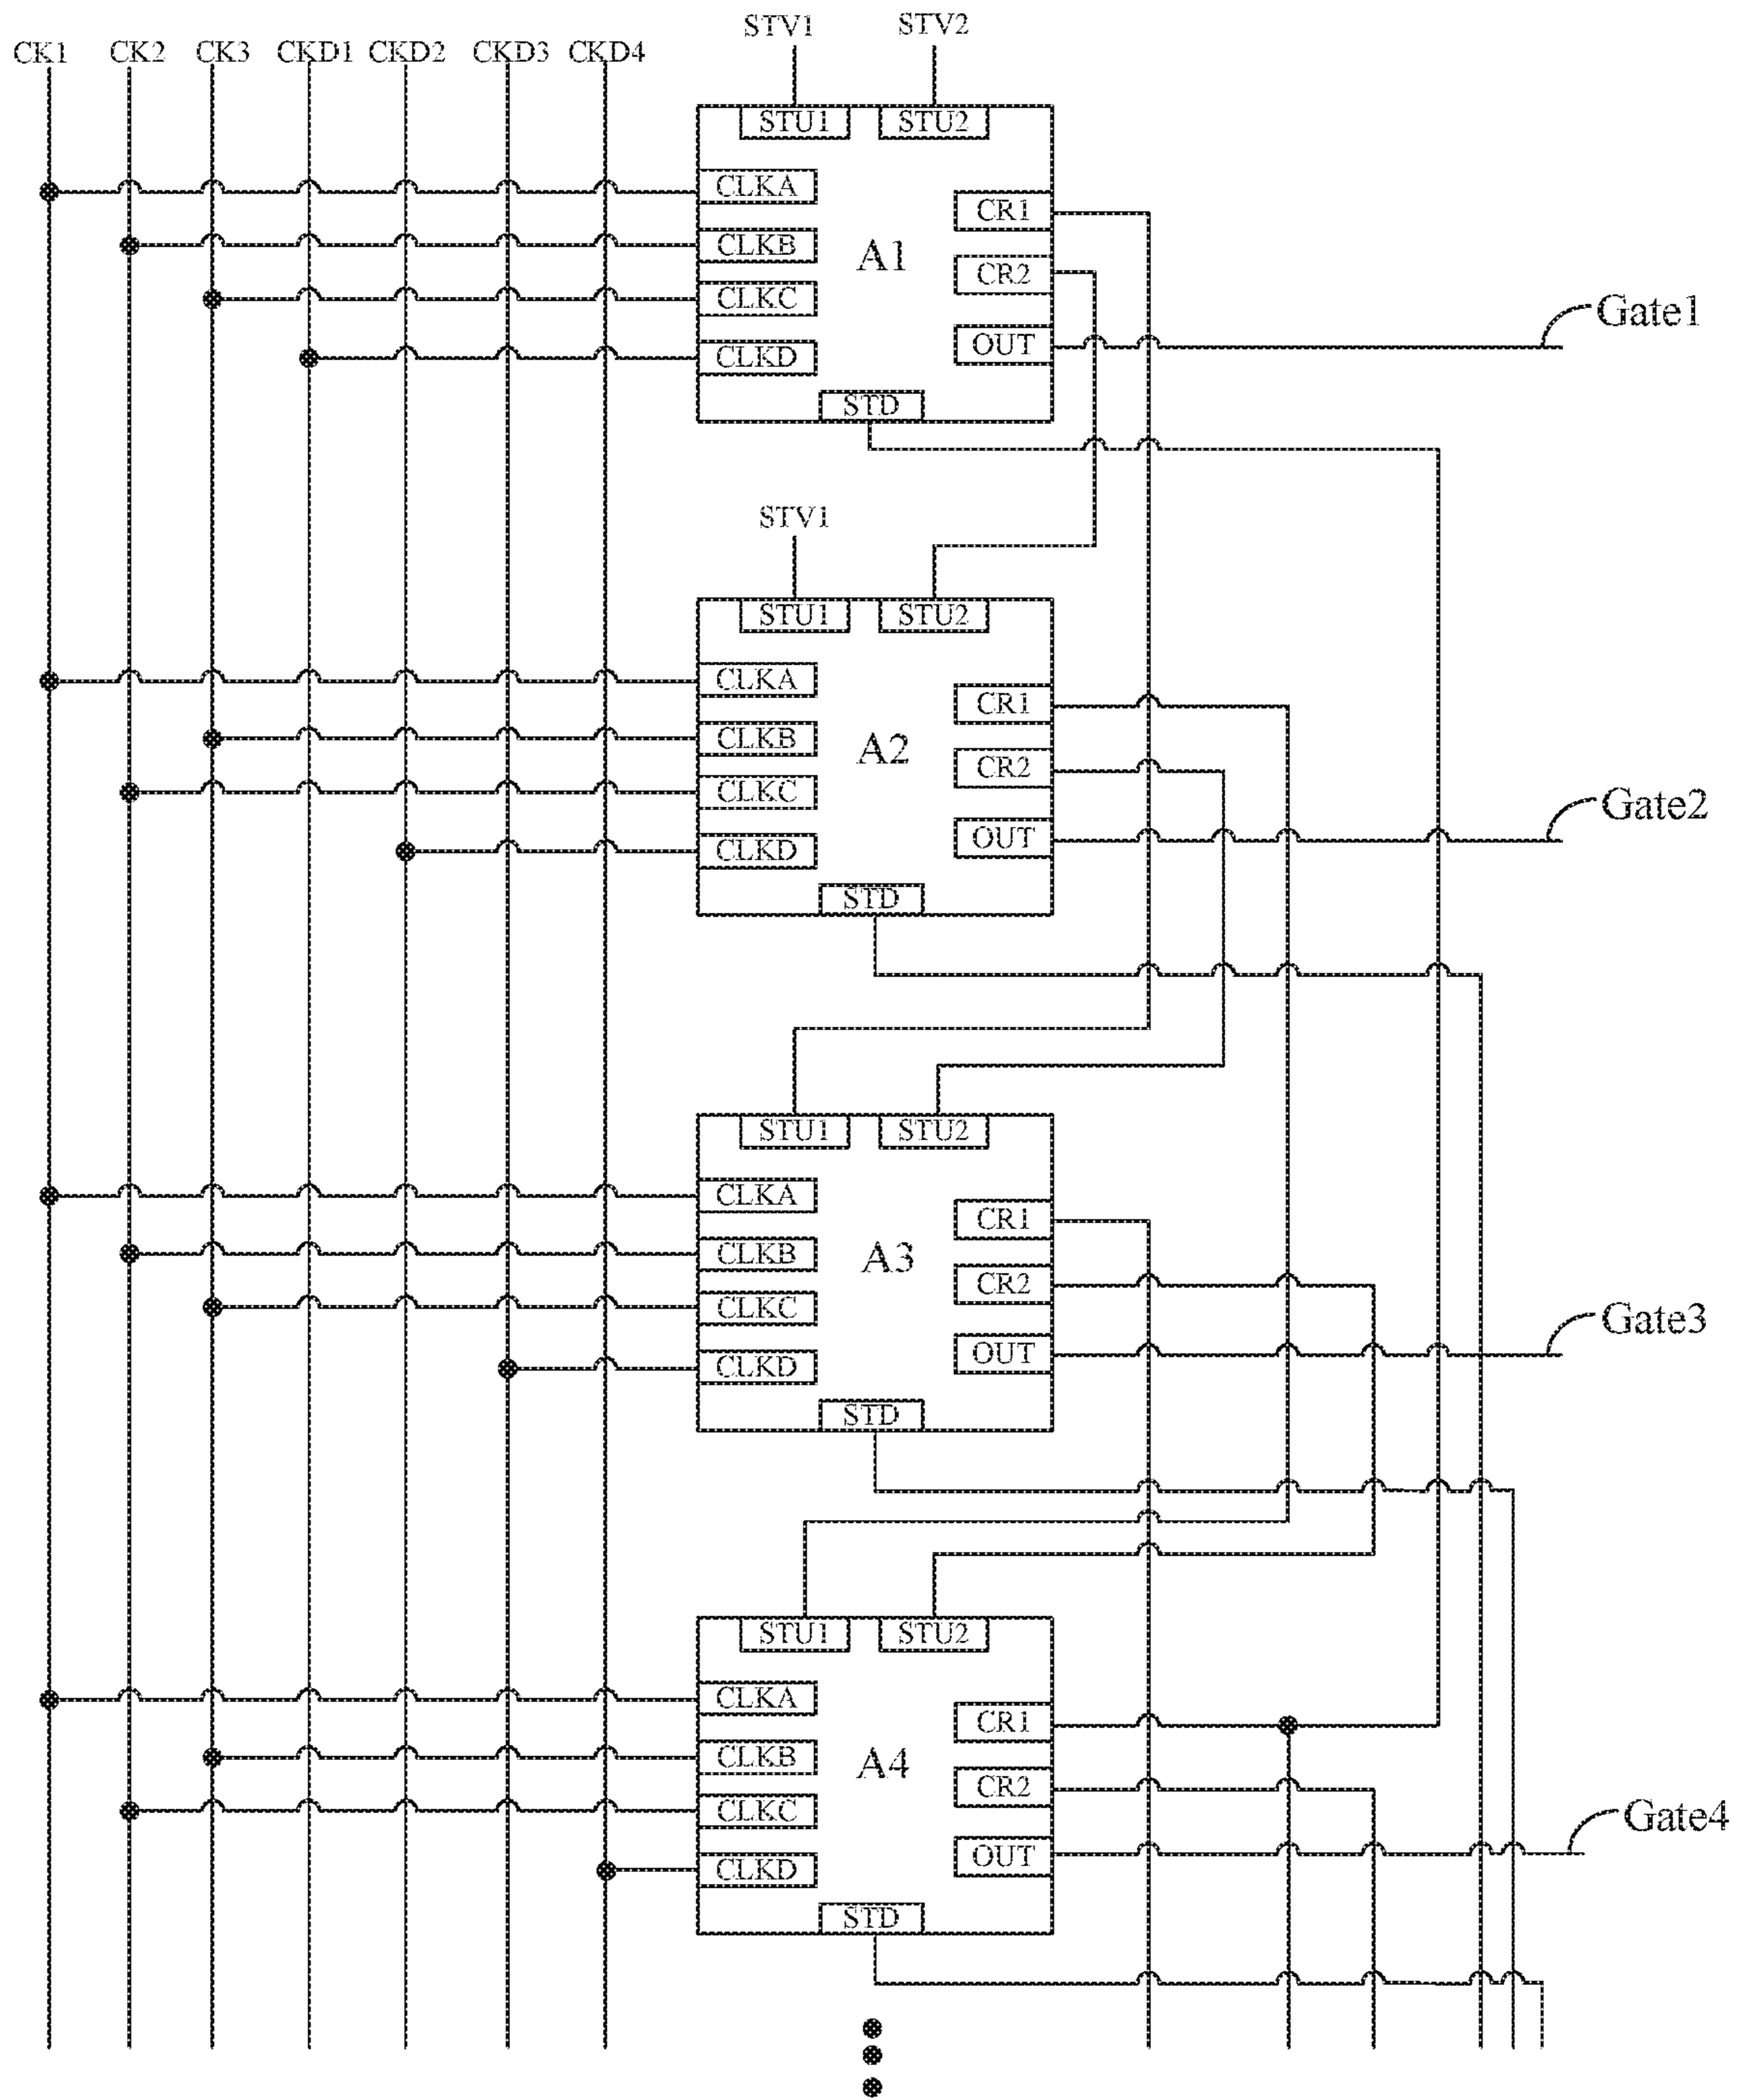 STV1 STV2
CK1 CK2 CK3 CKD1 CKD2 CKD3 CKD4
STU1 STU2
CLKA
CR1
CLKB
A1
CR2
CLKC
Gate1
OUT
CLKD
STD
STV1
STU1 STU2
CLKA
CR1
CLKB
A2
CR2
CLKC
Gate2
OUT
CLKD
STD
STU1 STU2
CLKA
CR1
CLKB
A3
CR2
CLKC
Gate3
OUT
CLKD
STD
STU1 STU2
CLKA
CR1
CLKB
A4
CR2
CLKC
Gate4
OUT
CLKD
STD